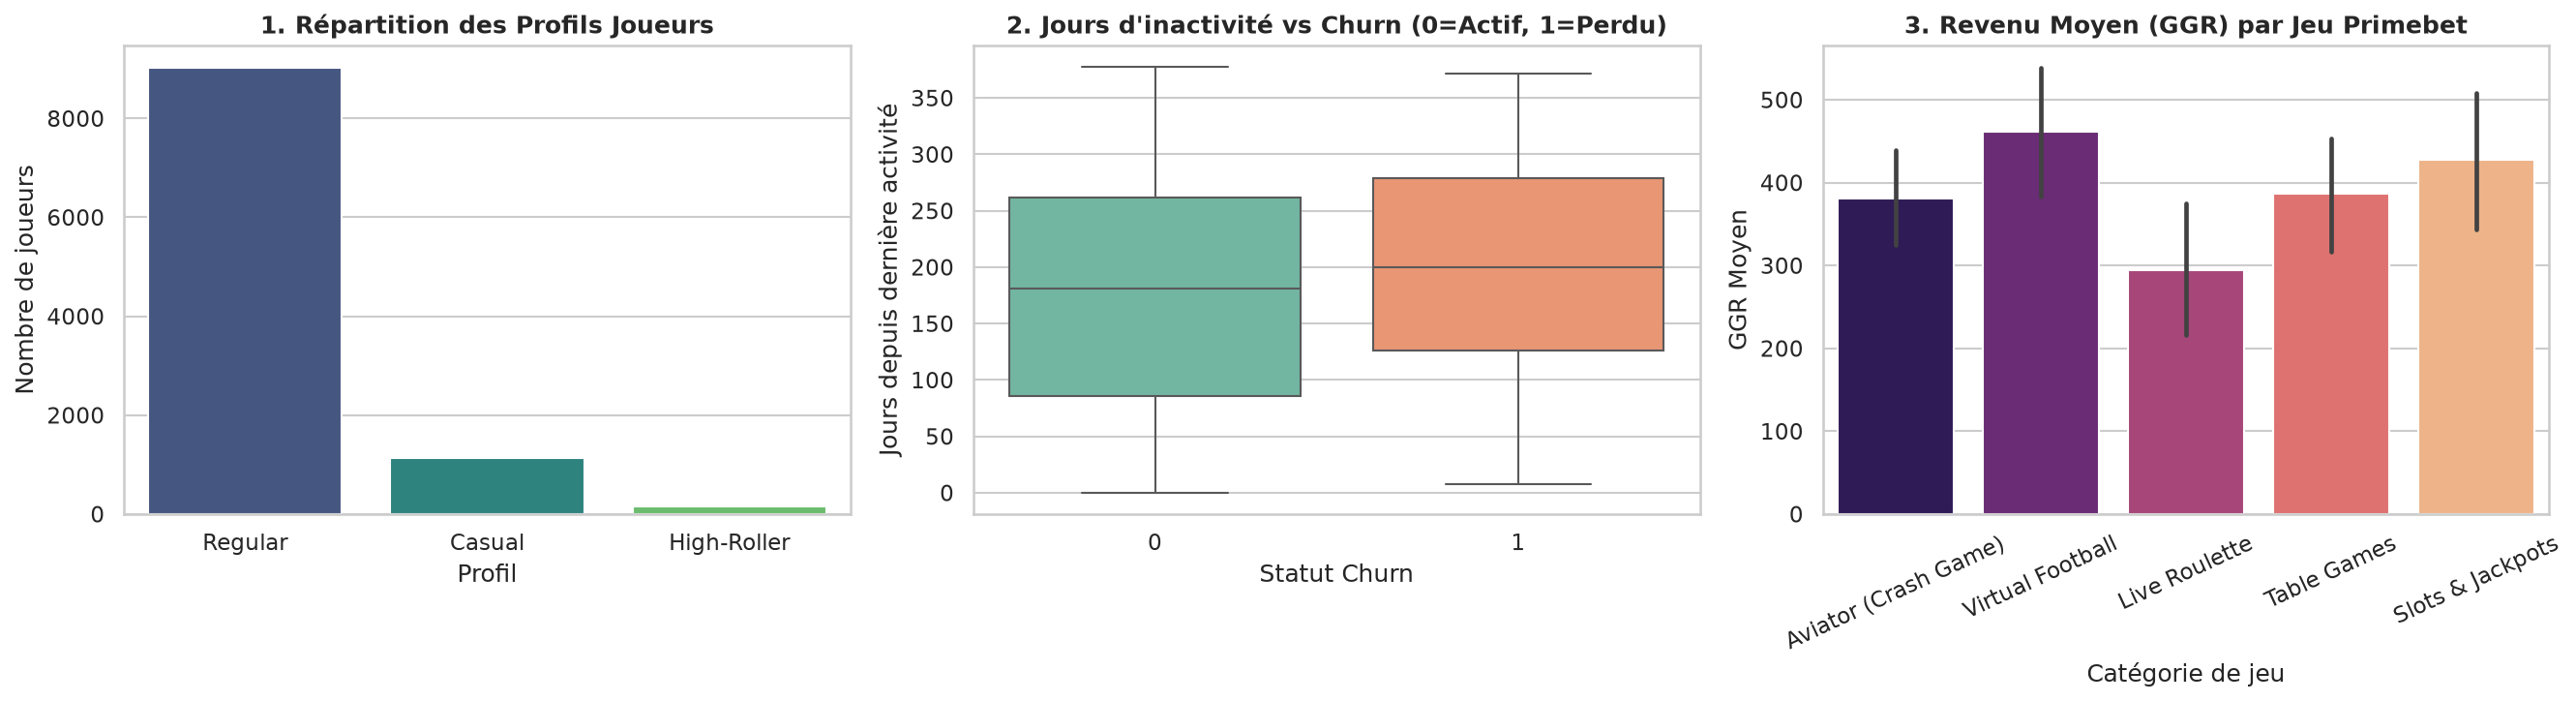 1. Répartition des Profils Joueurs
Nombre de joueurs
8000
6000
4000
2000
0
Regular
Casual
High-Roller
Profil
2. Jours d'inactivité vs Churn (0=Actif, 1=Perdu)
Jours depuis dernière activité
350
300
250
200
150
100
50
0
0
1
Statut Churn
3. Revenu Moyen (GGR) par Jeu Primebet
GGR Moyen
500
400
300
200
100
0
Aviator (Crash Game)
Virtual Football
Live Roulette
Table Games
Slots & Jackpots
Catégorie de jeu